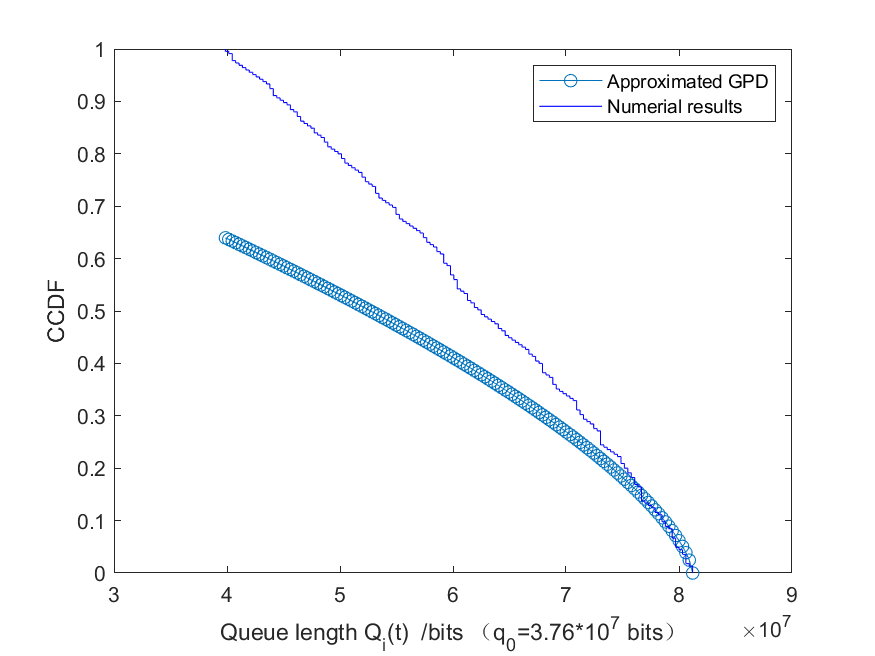 1
0.9
0.8
0.7
0.6
0.5
0.4
0.3
0.2
0.1
0
CCDF
Approximated GPD
Numerial results
3 4 5 6 7 8 9
×10^7
Queue length Q_i(t) /bits （q_0=3.76*10^7 bits）